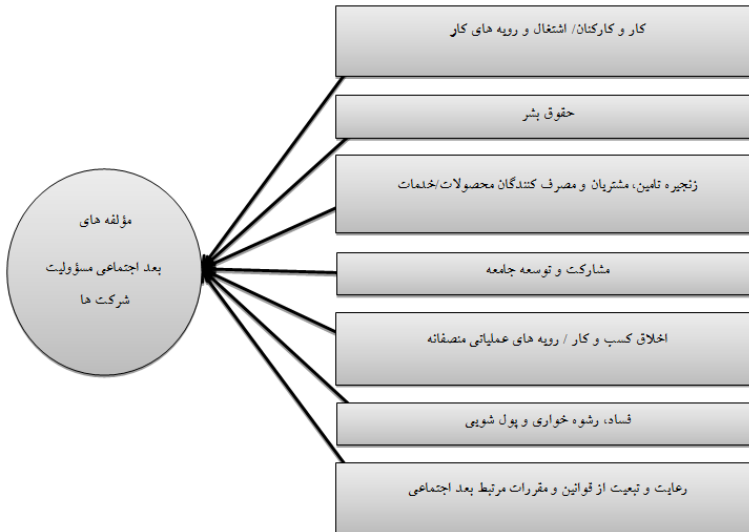 کار و کارکنان/ اشتغال و رویه های کار
حقوق بشر
زنجیره تامین، مشتریان و مصرف کنندگان محصولات/خدمات
مؤلفه های
بعد اجتماعی مسؤولیت
شرکت ها
مشارکت و توسعه جامعه
اخلاق کسب و کار / رویه های عملیاتی منصفانه
فساد، رشوه خواری و پول شویی
رعایت و تبعیت از قوانین و مقررات مرتبط بعد اجتماعی